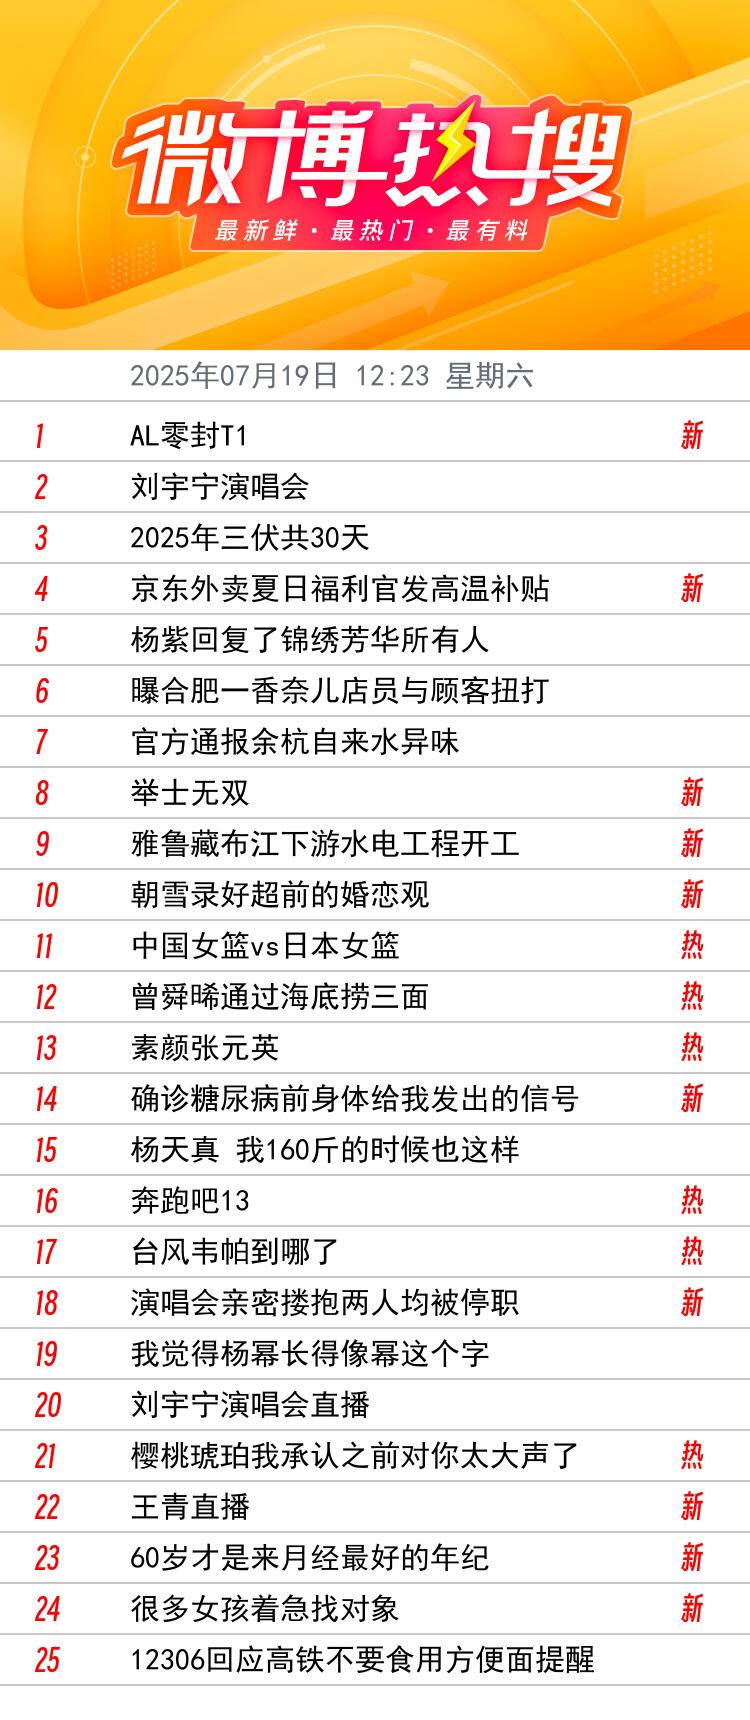 微博热搜
最新鲜·最热门·最有料
2025年07月19日 12:23 星期六
1 AL零封T1 新
2 刘宇宁演唱会
3 2025年三伏共30天
4 京东外卖夏日福利官发高温补贴 新
5 杨紫回复了锦绣芳华所有人
6 曝合肥一香奈儿店员与顾客扭打
7 官方通报余杭自来水异味
8 举士无双 新
9 雅鲁藏布江下游水电工程开工 新
10 朝雪录好超前的婚恋观 新
11 中国女篮vs日本女篮 热
12 曾舜晞通过海底捞三面 热
13 素颜张元英 热
14 确诊糖尿病前身体给我发出的信号 新
15 杨天真 我160斤的时候也这样
16 奔跑吧13 热
17 台风韦帕到哪了 热
18 演唱会亲密搂抱两人均被停职 新
19 我觉得杨幂长得像幂这个字
20 刘宇宁演唱会直播
21 樱桃琥珀我承认之前对你太大声了 热
22 王青直播 新
23 60岁才是来月经最好的年纪 新
24 很多女孩着急找对象 新
25 12306回应高铁不要食用方便面提醒